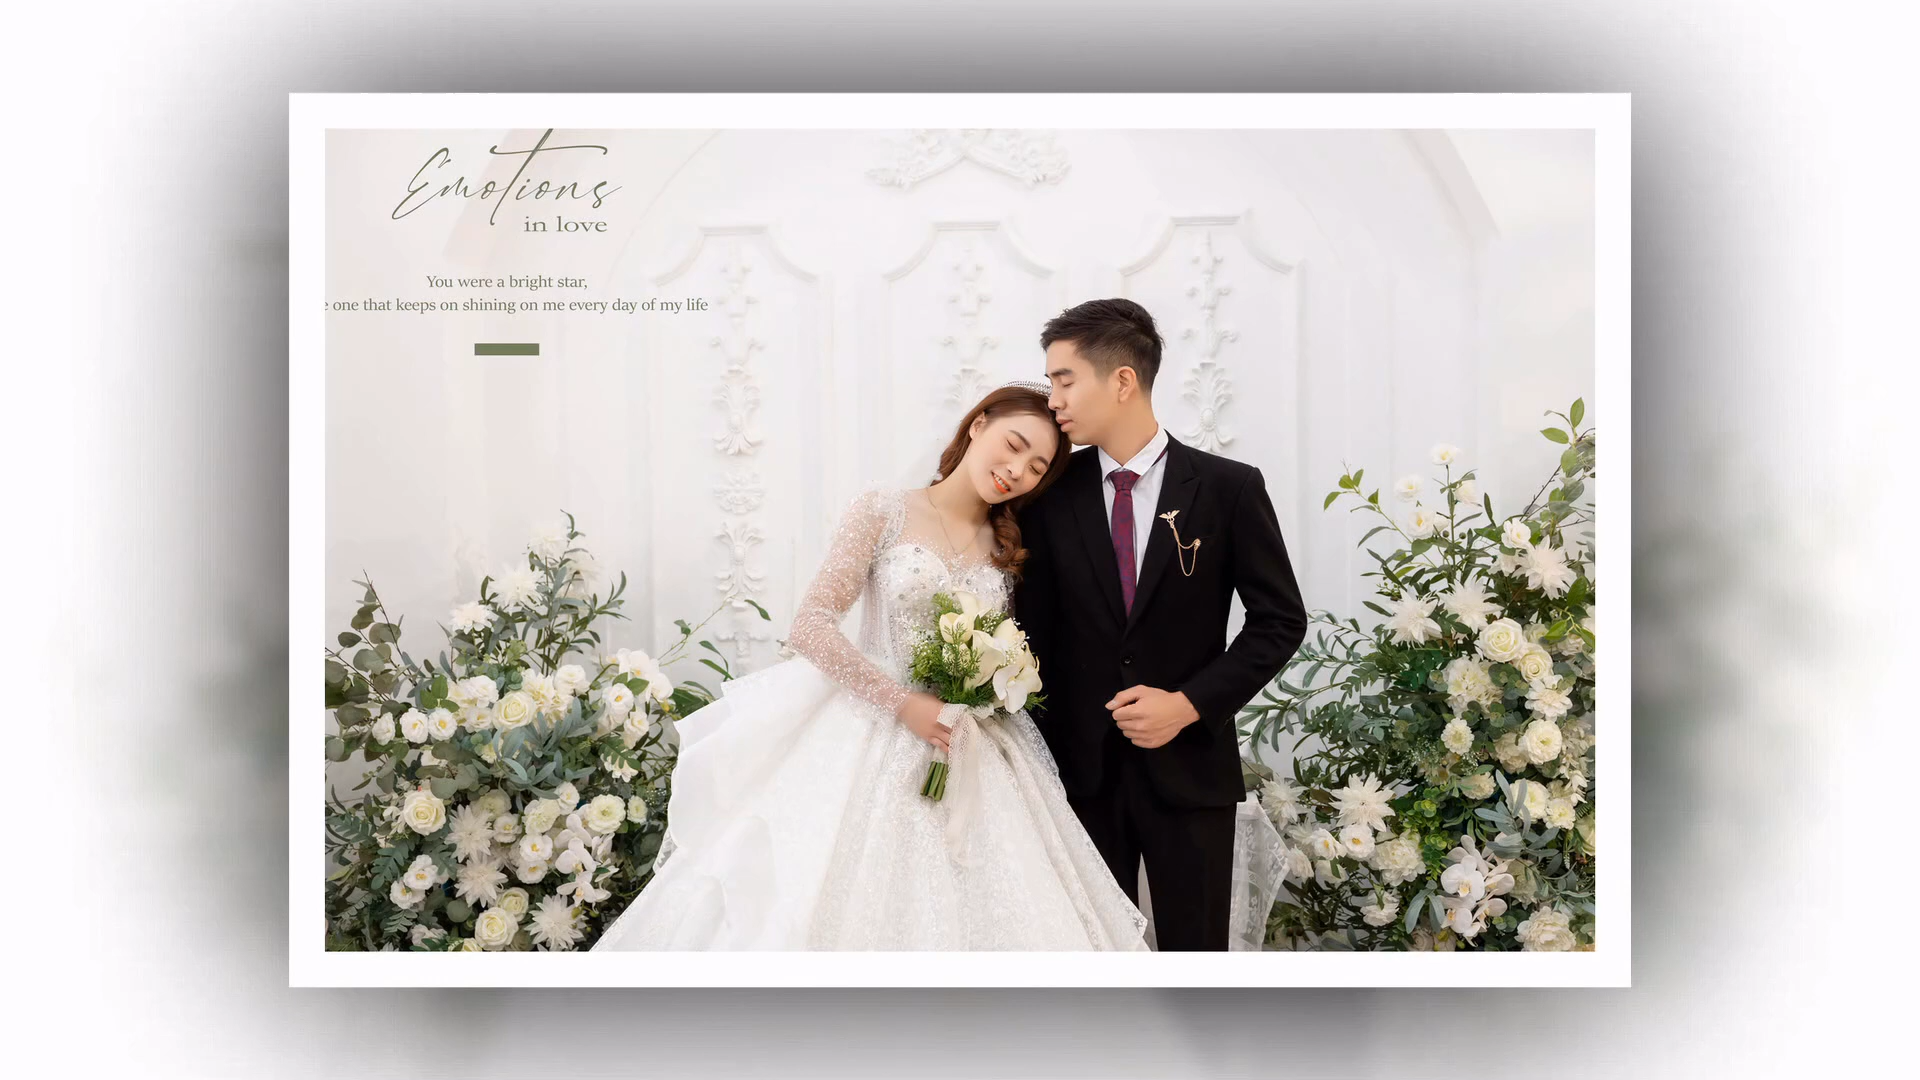 Emotions
in love
You were a bright star,
one that keeps on shining on me every day of my life